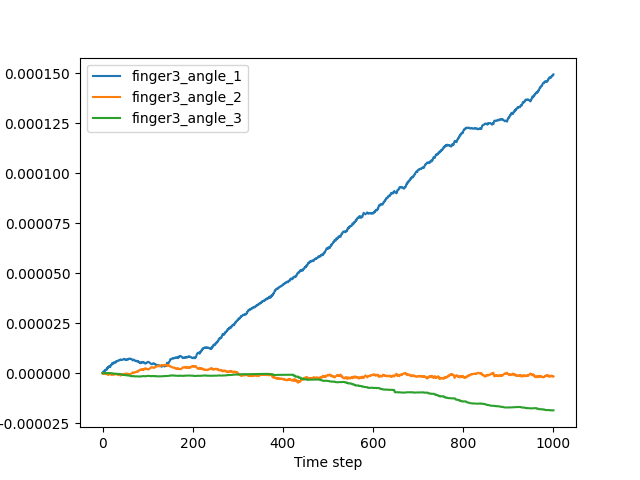 finger3_angle_1
finger3_angle_2
finger3_angle_3
0.000150
0.000125
0.000100
0.000075
0.000050
0.000025
0.000000
-0.000025
0 200 400 600 800 1000
Time step